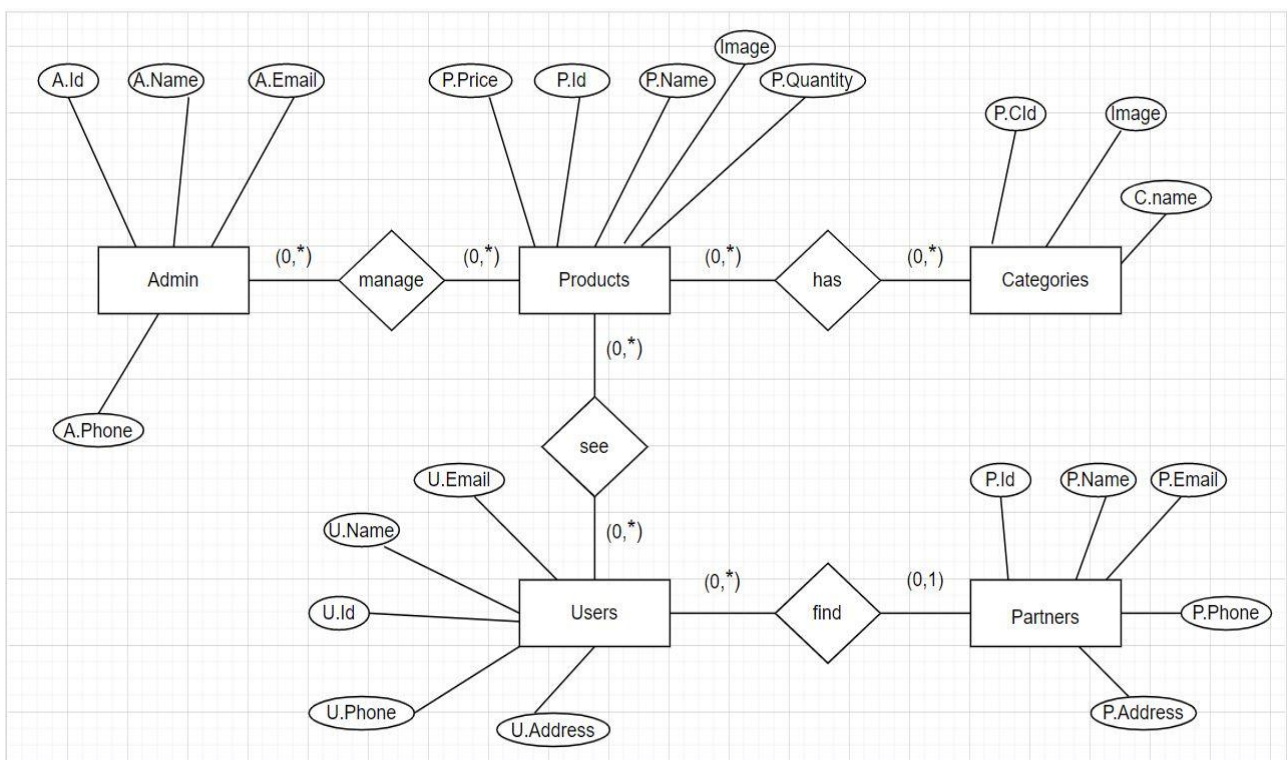 Image
A.Id
A.Name
A.Email
P.Price
P.Id
P.Name
P.Quantity
P.CId
Image
C.name
(0,*)
(0,*)
(0,*)
(0,*)
Admin
manage
Products
has
Categories
(0,*)
A.Phone
see
U.Email
P.Id
P.Name
P.Email
U.Name
(0,*)
(0,*)
(0,1)
U.Id
Users
find
Partners
P.Phone
U.Phone
U.Address
P.Address